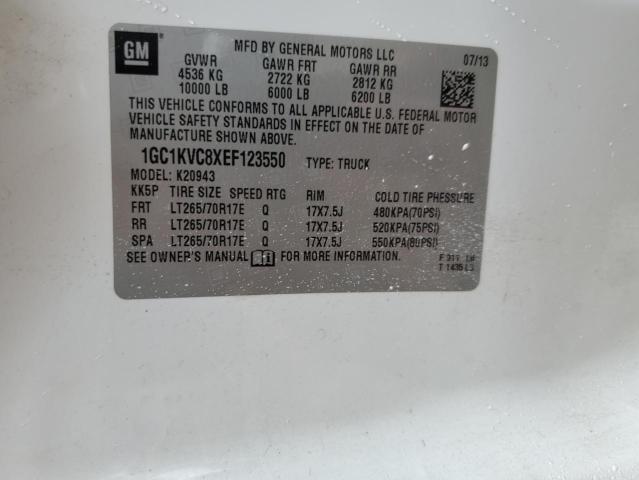 GM
MFD BY GENERAL MOTORS LLC 07/13
GVWR GAWR FRT GAWR RR
4536 KG 2722 KG 2812 KG
10000 LB 6000 LB 6200 LB
THIS VEHICLE CONFORMS TO ALL APPLICABLE U.S. FEDERAL MOTOR
VEHICLE SAFETY STANDARDS IN EFFECT ON THE DATE OF
MANUFACTURE SHOWN ABOVE.
1GC1KVC8XEF123550 TYPE: TRUCK
MODEL: K20943
KK5P TIRE SIZE SPEED RTG RIM COLD TIRE PRESSURE
FRT LT265/70R17E Q 17X7.5J 480KPA(70PSI)
RR LT265/70R17E Q 17X7.5J 520KPA(75PSI)
SPA LT265/70R17E Q 17X7.5J 550KPA(80PSI)
SEE OWNER'S MANUAL FOR MORE INFORMATION.